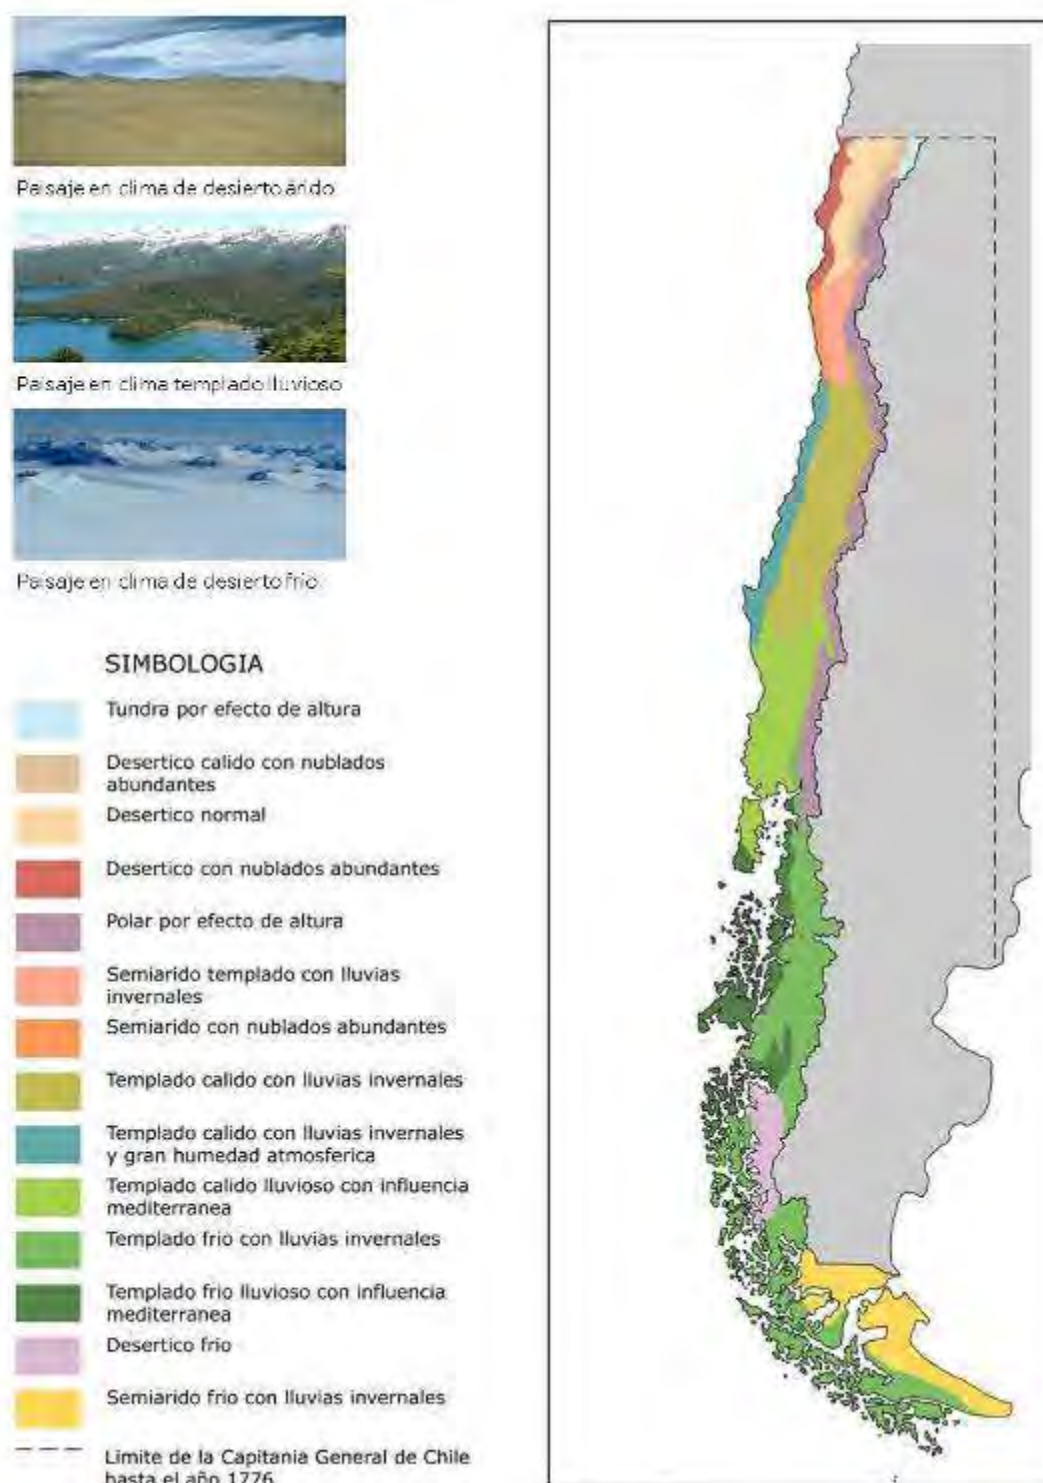 Paisaje en clima de desierto árido
Paisaje en clima templado lluvioso
Paisaje en clima de desierto frio
SIMBOLOGIA
Tundra por efecto de altura
Desertico calido con nublados
abundantes
Desertico normal
Desertico con nublados abundantes
Polar por efecto de altura
Semiarido templado con lluvias
invernales
Semiarido con nublados abundantes
Templado calido con lluvias invernales
Templado calido con lluvias invernales
y gran humedad atmosferica
Templado calido lluvioso con influencia
mediterranea
Templado frio con lluvias invernales
Templado frio lluvioso con influencia
mediterranea
Desertico frio
Semiarido frio con lluvias invernales
Limite de la Capitania General de Chile
hasta el año 1776